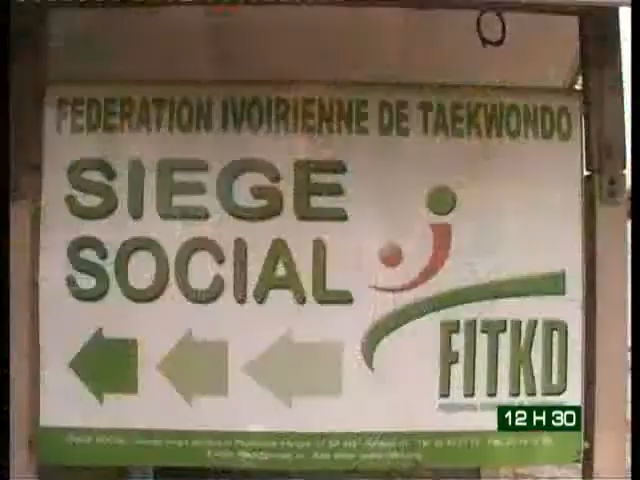 FEDERATION IVOIRIENNE DE TAEKWONDO
SIEGE
SOCIAL
FITKD
12 H 30